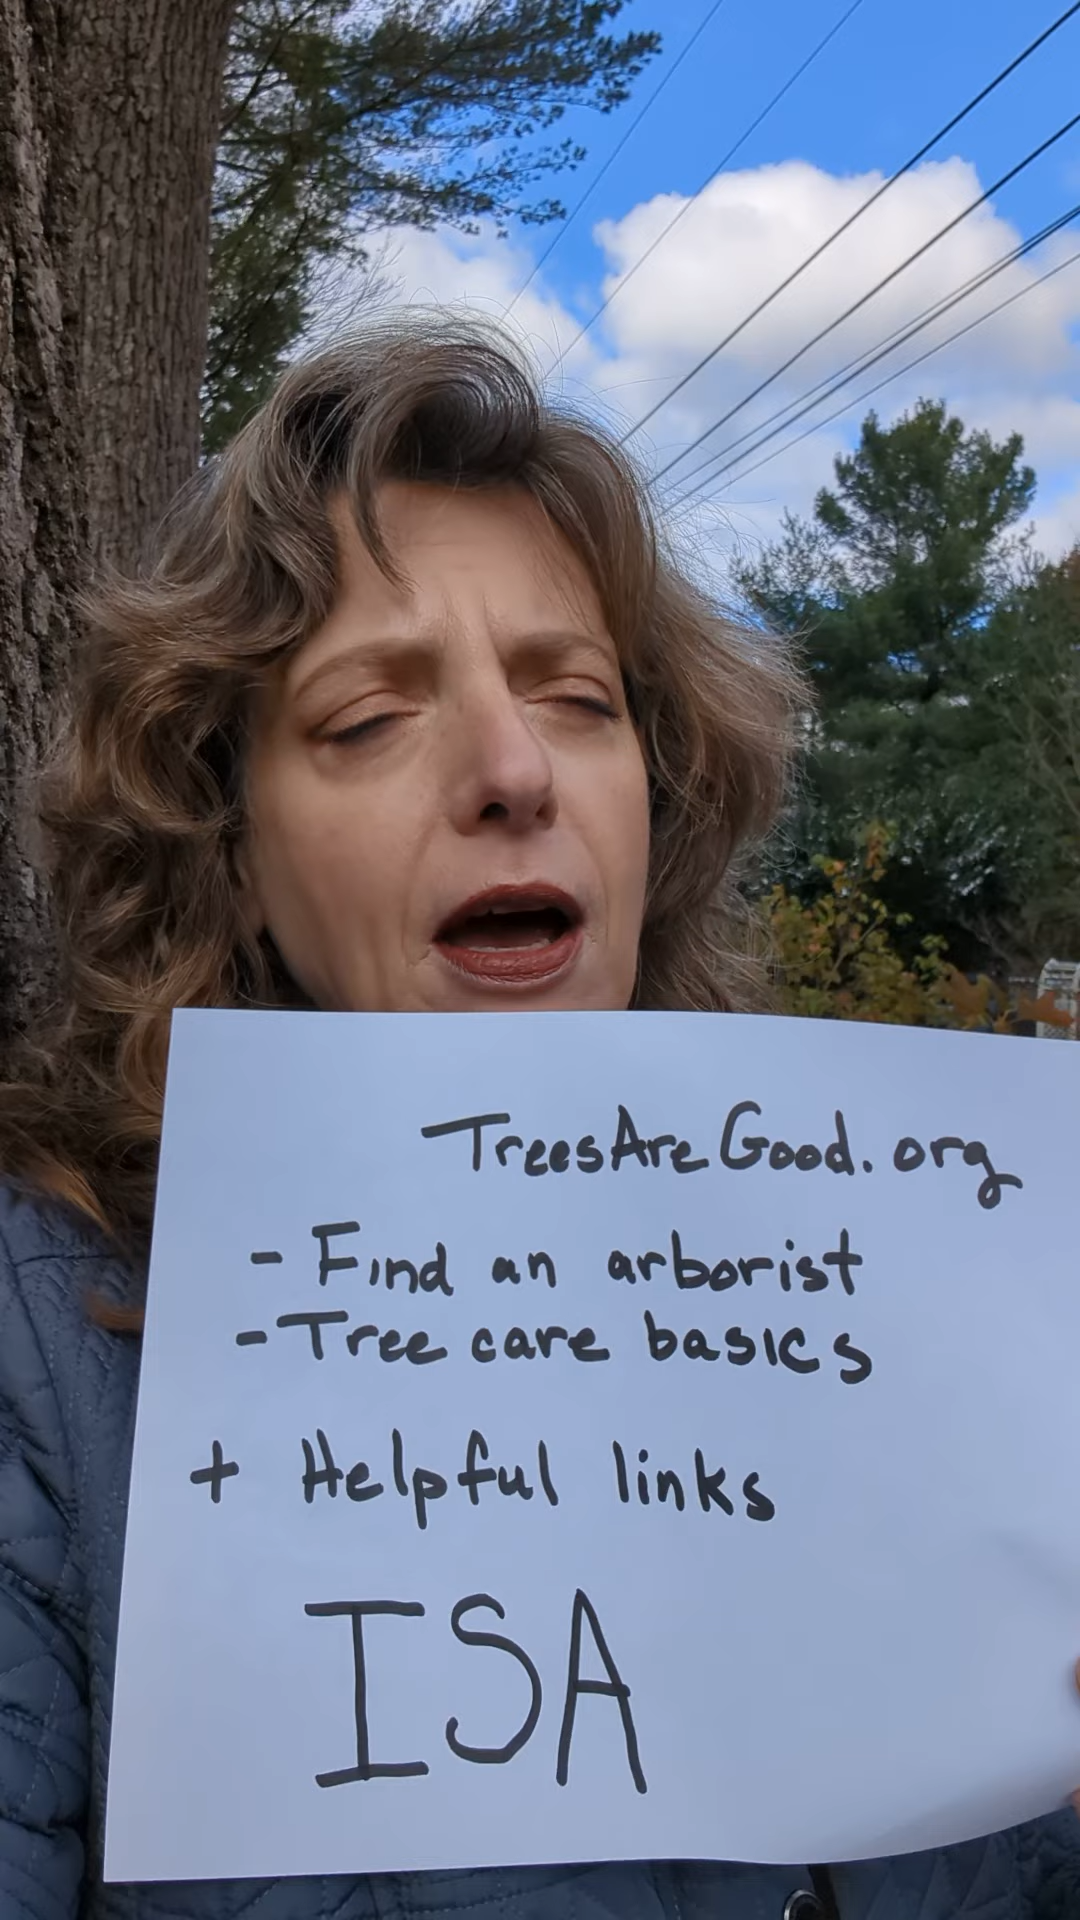 TreesAreGood.org
- Find an arborist
- Tree care basics
+ Helpful links
ISA